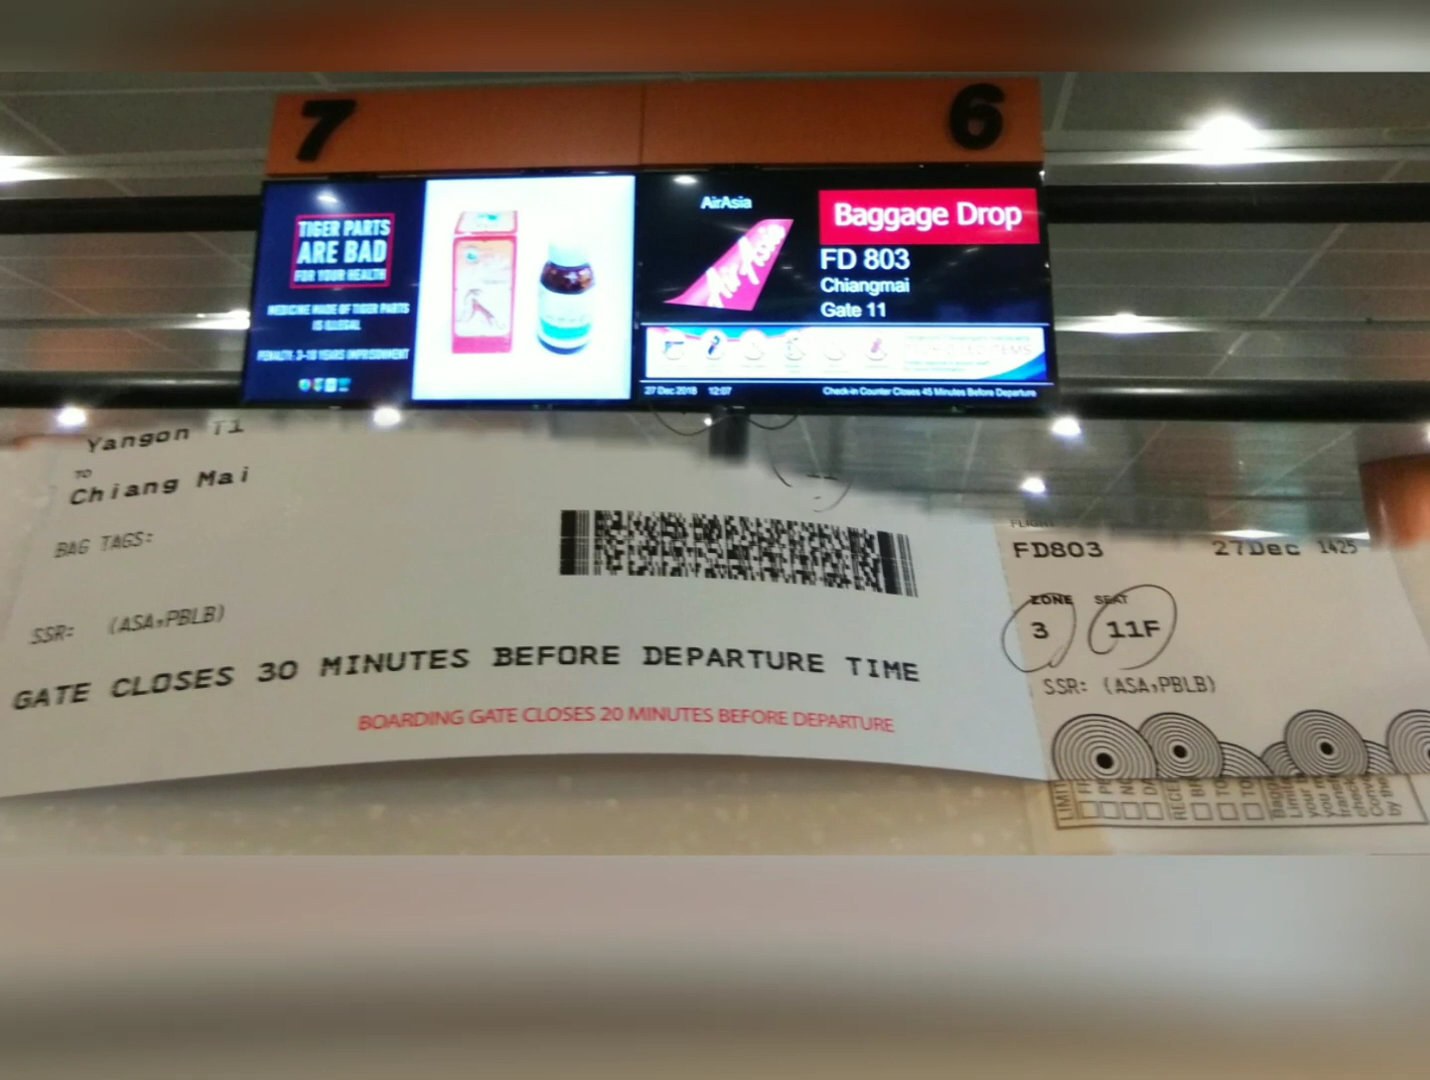 7
6
TIGER PARTS
ARE BAD
FOR YOUR HEALTH
MEDICINE MADE OF TIGER PARTS
IS ILLEGAL
PENALTY: 3-10 YEARS IMPRISONMENT
AirAsia
Air Asia
Baggage Drop
FD 803
Chiangmai
Gate 11
27 Dec 2018 12:07
Check-in Counter Closes 45 Minutes Before Departure
Yangon T1
TO
Chiang Mai
BAG TAGS:
SSR: (ASA,PBLB)
GATE CLOSES 30 MINUTES BEFORE DEPARTURE TIME
BOARDING GATE CLOSES 20 MINUTES BEFORE DEPARTURE
FLIGHT
FD803 27Dec 1425
ZONE SEAT
3 11F
SSR: (ASA,PBLB)